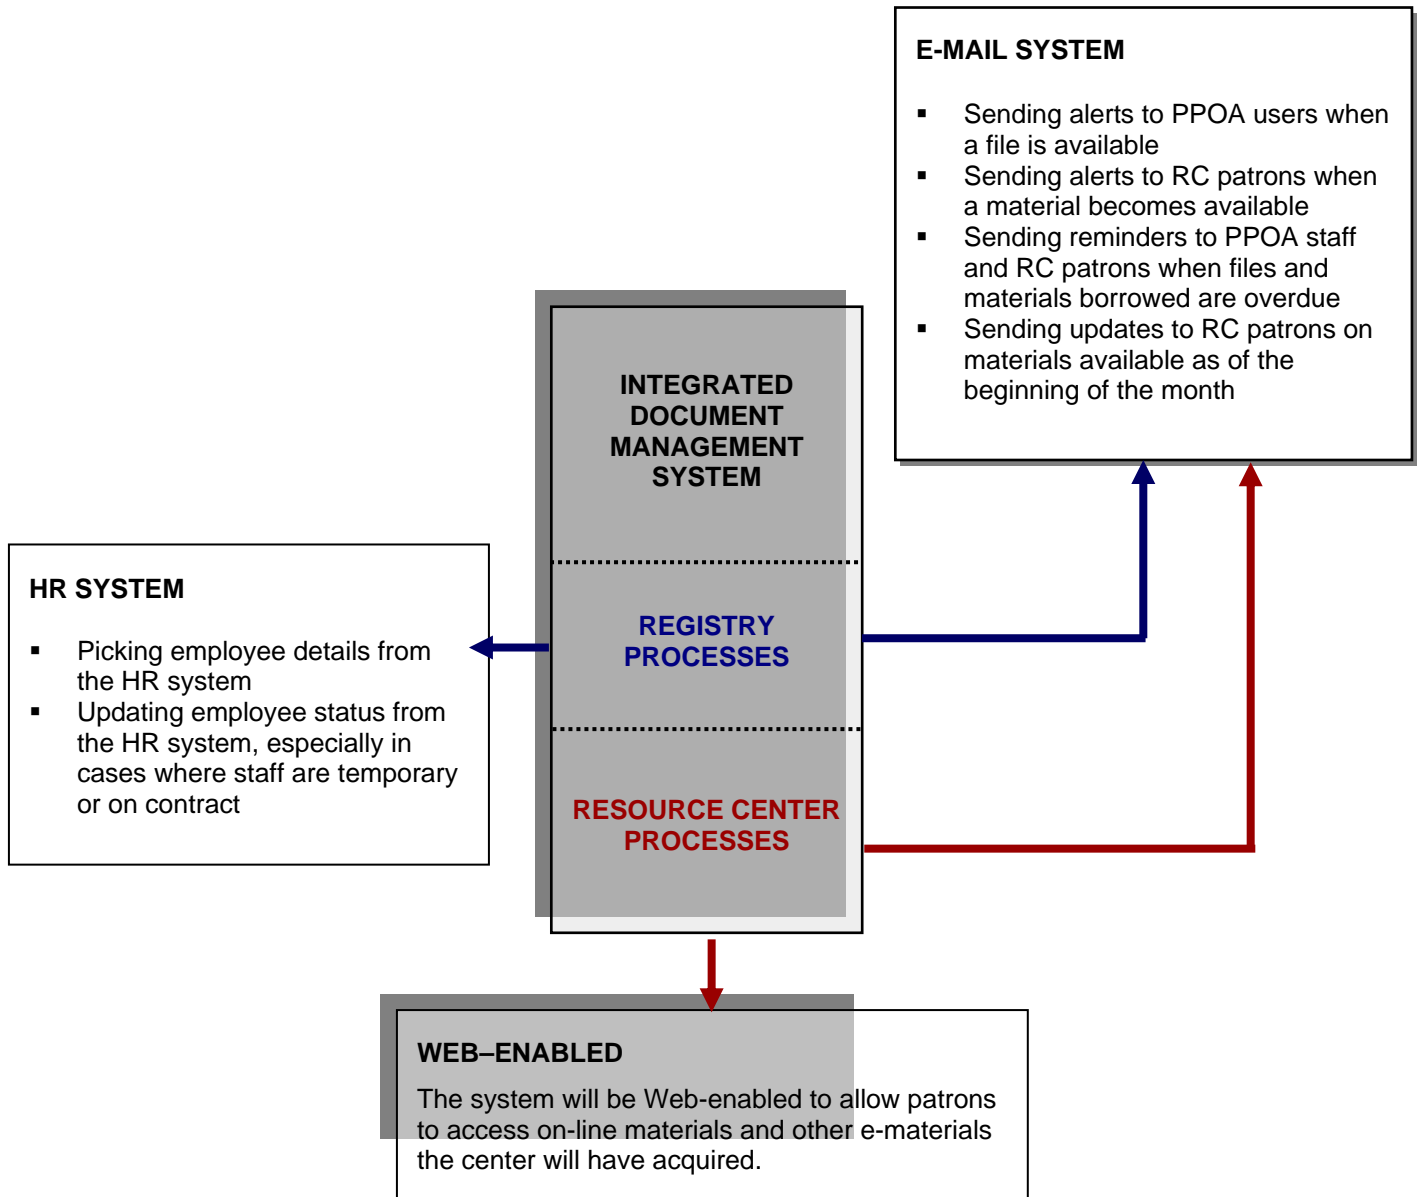 E-MAIL SYSTEM
▪ Sending alerts to PPOA users when
a file is available
▪ Sending alerts to RC patrons when
a material becomes available
▪ Sending reminders to PPOA staff
and RC patrons when files and
materials borrowed are overdue
▪ Sending updates to RC patrons on
materials available as of the
beginning of the month
INTEGRATED
DOCUMENT
MANAGEMENT
SYSTEM
REGISTRY
PROCESSES
RESOURCE CENTER
PROCESSES
HR SYSTEM
▪ Picking employee details from
the HR system
▪ Updating employee status from
the HR system, especially in
cases where staff are temporary
or on contract
WEB–ENABLED
The system will be Web-enabled to allow patrons
to access on-line materials and other e-materials
the center will have acquired.